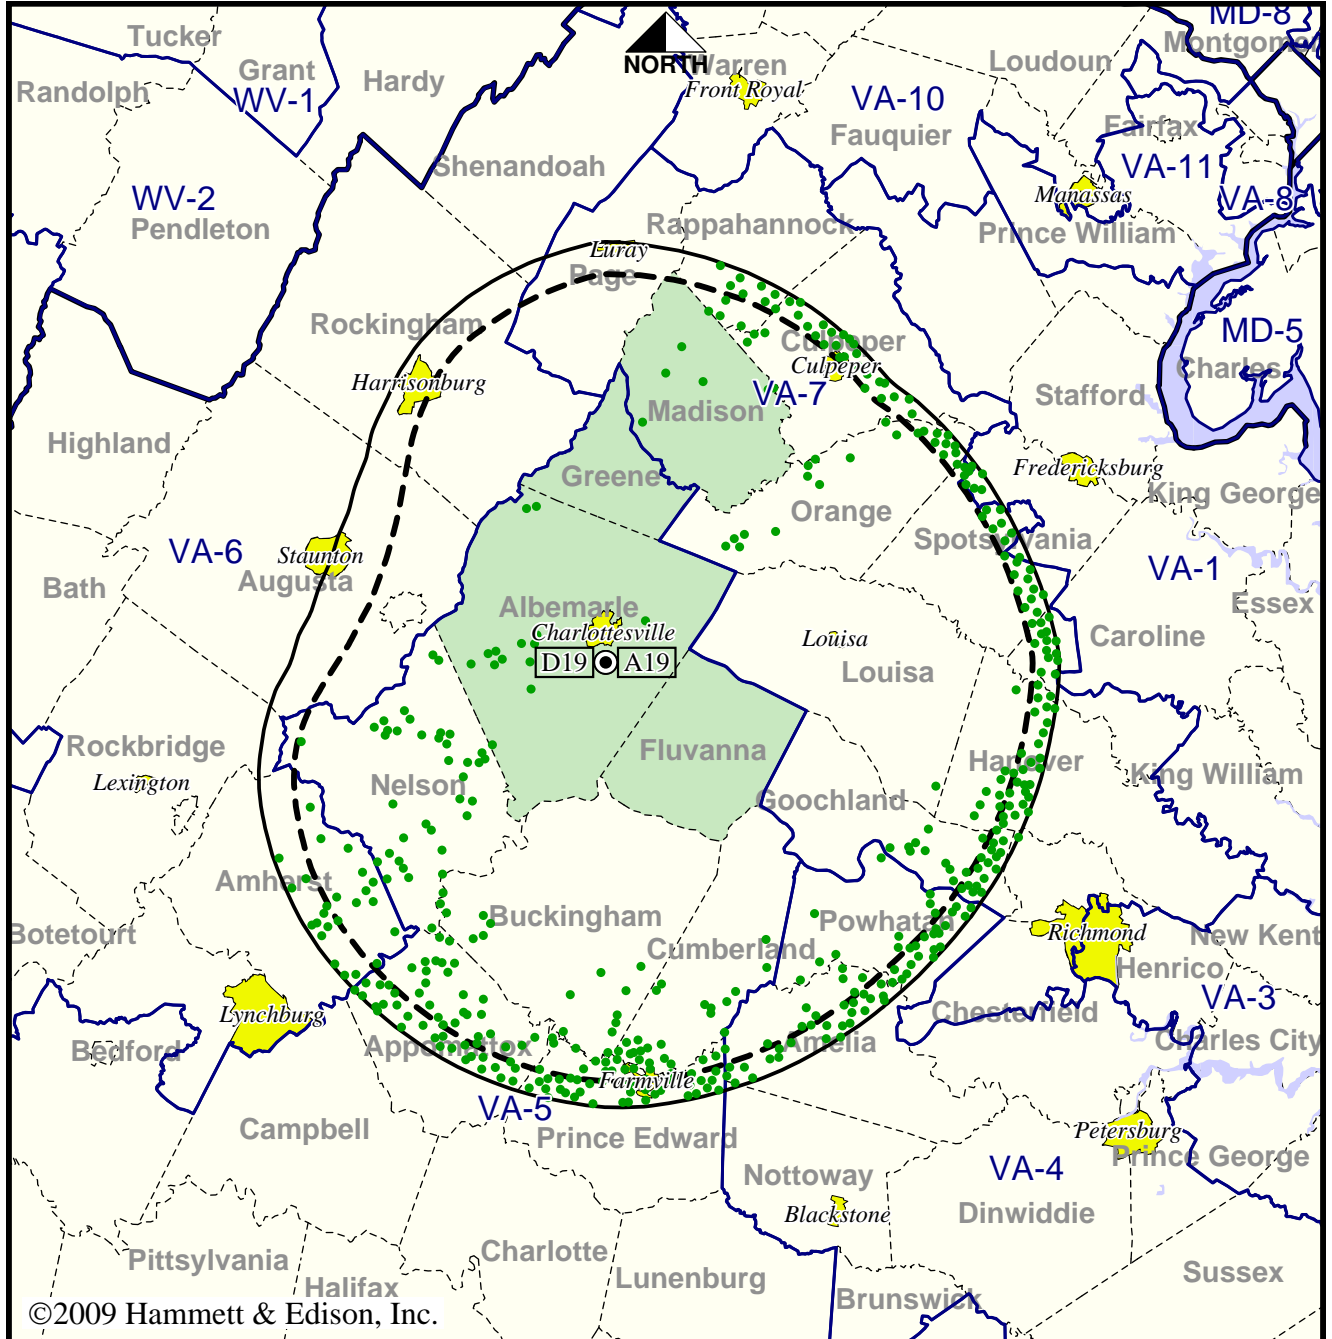 MD-8
Tucker
Montgomer
Grant
Loudoun
NORTH
Warren
Hardy
Randolph
Front Royal
WV-1
VA-10
Fairfax
Fauquier
Shenandoah
VA-11
Manassas
WV-2
VA-8
Pendleton
Rappahannock
Prince William
Luray
Page
Rockingham
MD-5
Culpeper
Culpeper
Charles
Harrisonburg
VA-7
Stafford
Madison
Highland
Fredericksburg
Greene
King George
Orange
Spotsylvania
VA-6
Staunton
VA-1
Augusta
Bath
Essex
Albemarle
Charlottesville
Louisa
Caroline
D19
A19
Louisa
Rockbridge
Fluvanna
Hanover
King William
Lexington
Nelson
Goochland
Amherst
Buckingham
Powhatan
Botetourt
Richmond
New Kent
Cumberland
Henrico
VA-3
Lynchburg
Chesterfield
Charles City
Appomattox
Amelia
Bedford
Farmville
VA-5
Campbell
Prince Edward
Petersburg
Prince George
VA-4
Nottoway
Blackstone
Dinwiddie
Charlotte
Pittsylvania
Sussex
Lunenburg
Halifax
Brunswick
©2009 Hammett & Edison, Inc.